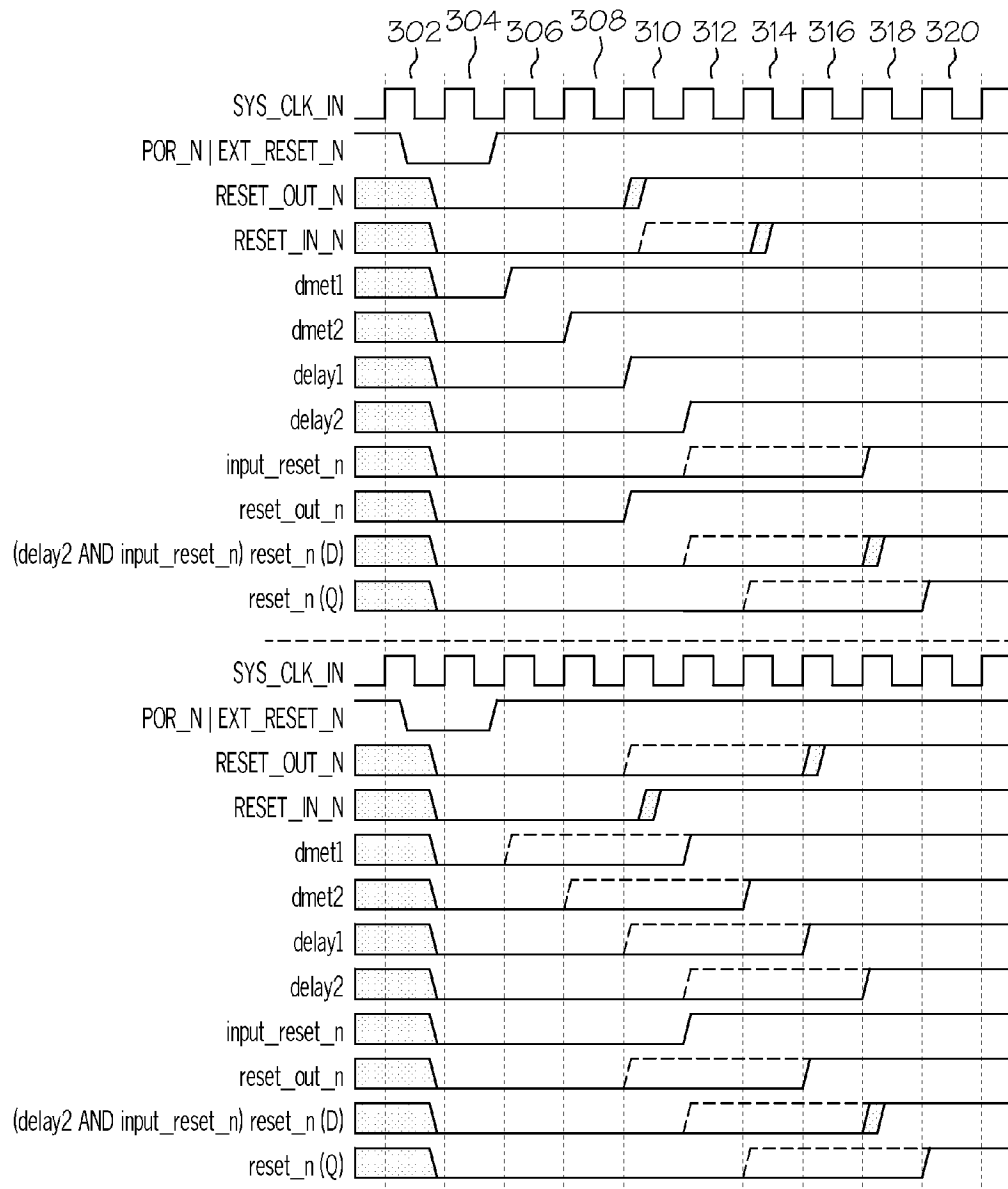 302 304 306 308 310 312 314 316 318 320
SYS_CLK_IN
POR_N | EXT_RESET_N
RESET_OUT_N
RESET_IN_N
dmet1
dmet2
delay1
delay2
input_reset_n
reset_out_n
(delay2 AND input_reset_n) reset_n (D)
reset_n (Q)
SYS_CLK_IN
POR_N | EXT_RESET_N
RESET_OUT_N
RESET_IN_N
dmet1
dmet2
delay1
delay2
input_reset_n
reset_out_n
(delay2 AND input_reset_n) reset_n (D)
reset_n (Q)